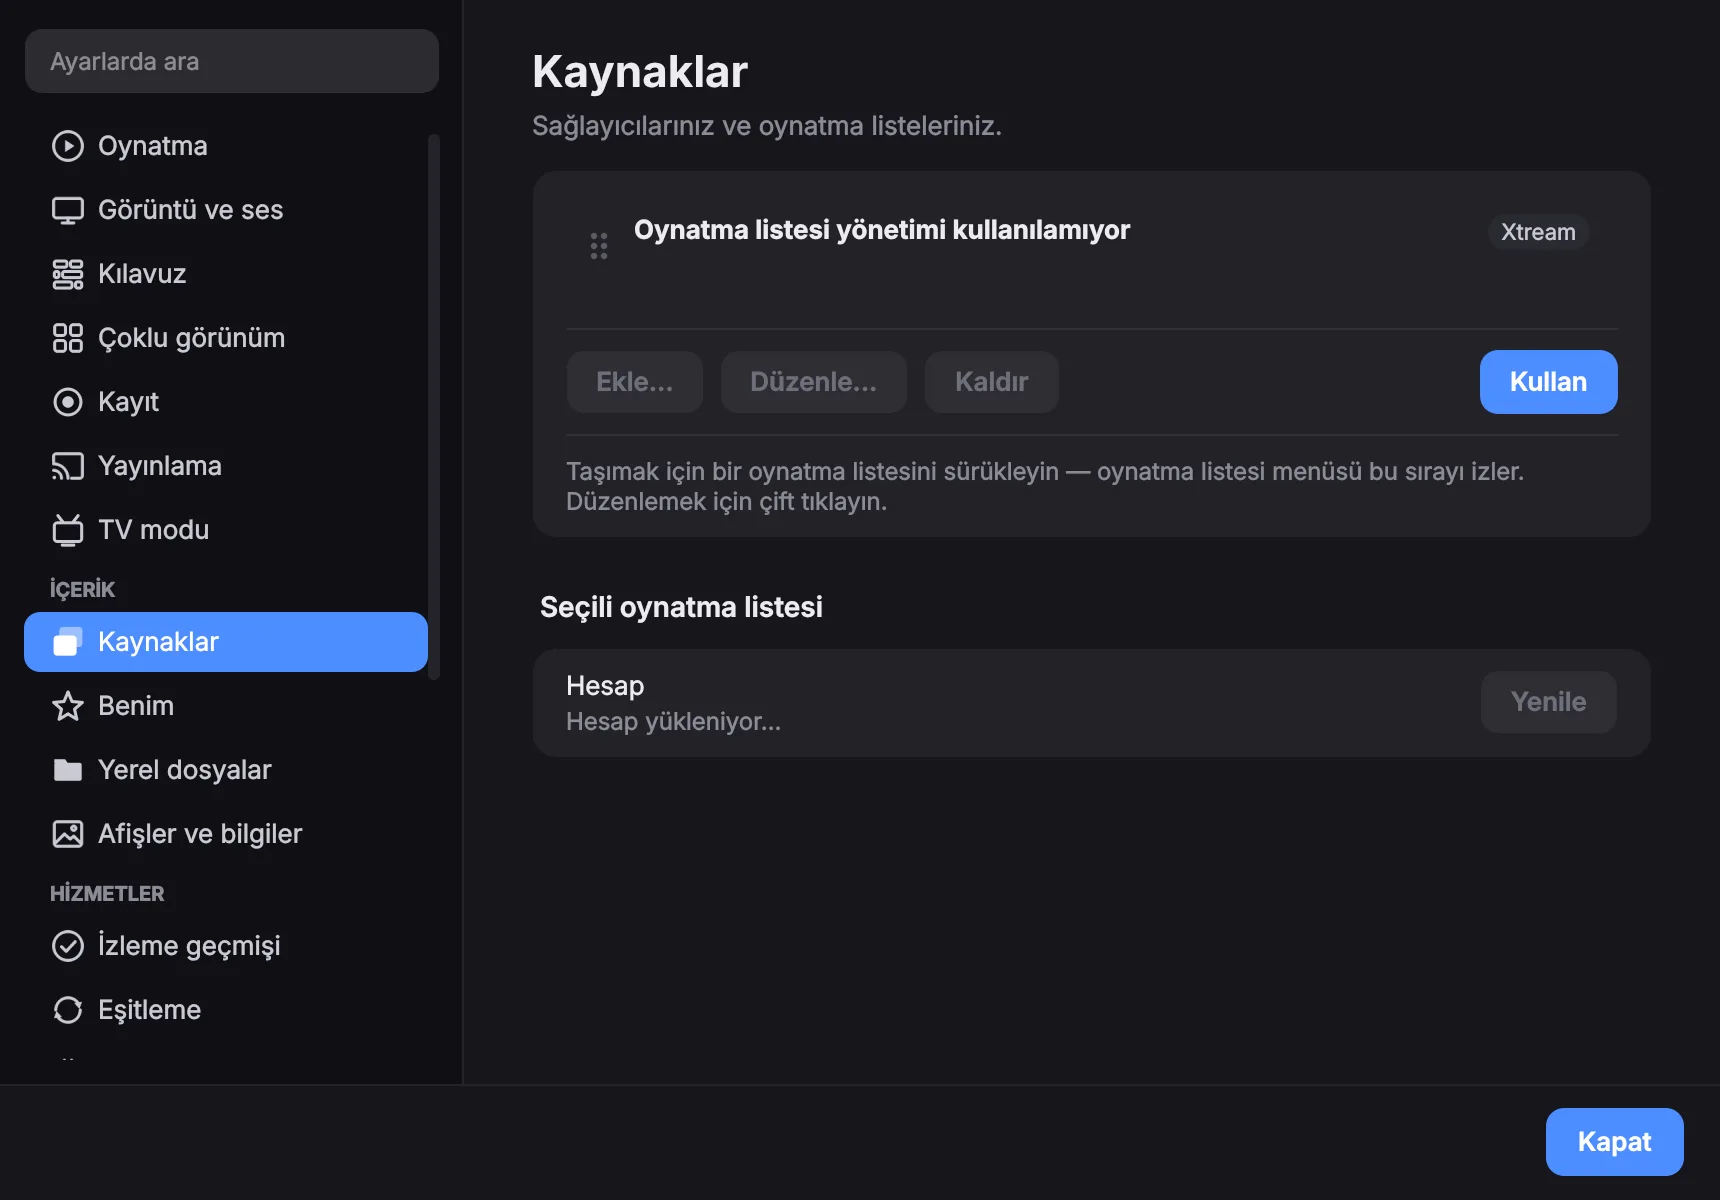 Ayarlarda ara
Oynatma
Görüntü ve ses
Kılavuz
Çoklu görünüm
Kayıt
Yayınlama
TV modu
İÇERİK
Kaynaklar
Benim
Yerel dosyalar
Afişler ve bilgiler
HİZMETLER
İzleme geçmişi
Eşitleme
Kaynaklar
Sağlayıcılarınız ve oynatma listeleriniz.
Oynatma listesi yönetimi kullanılamıyor
Xtream
Ekle...
Düzenle...
Kaldır
Kullan
Taşımak için bir oynatma listesini sürükleyin — oynatma listesi menüsü bu sırayı izler.
Düzenlemek için çift tıklayın.
Seçili oynatma listesi
Hesap
Hesap yükleniyor...
Yenile
Kapat